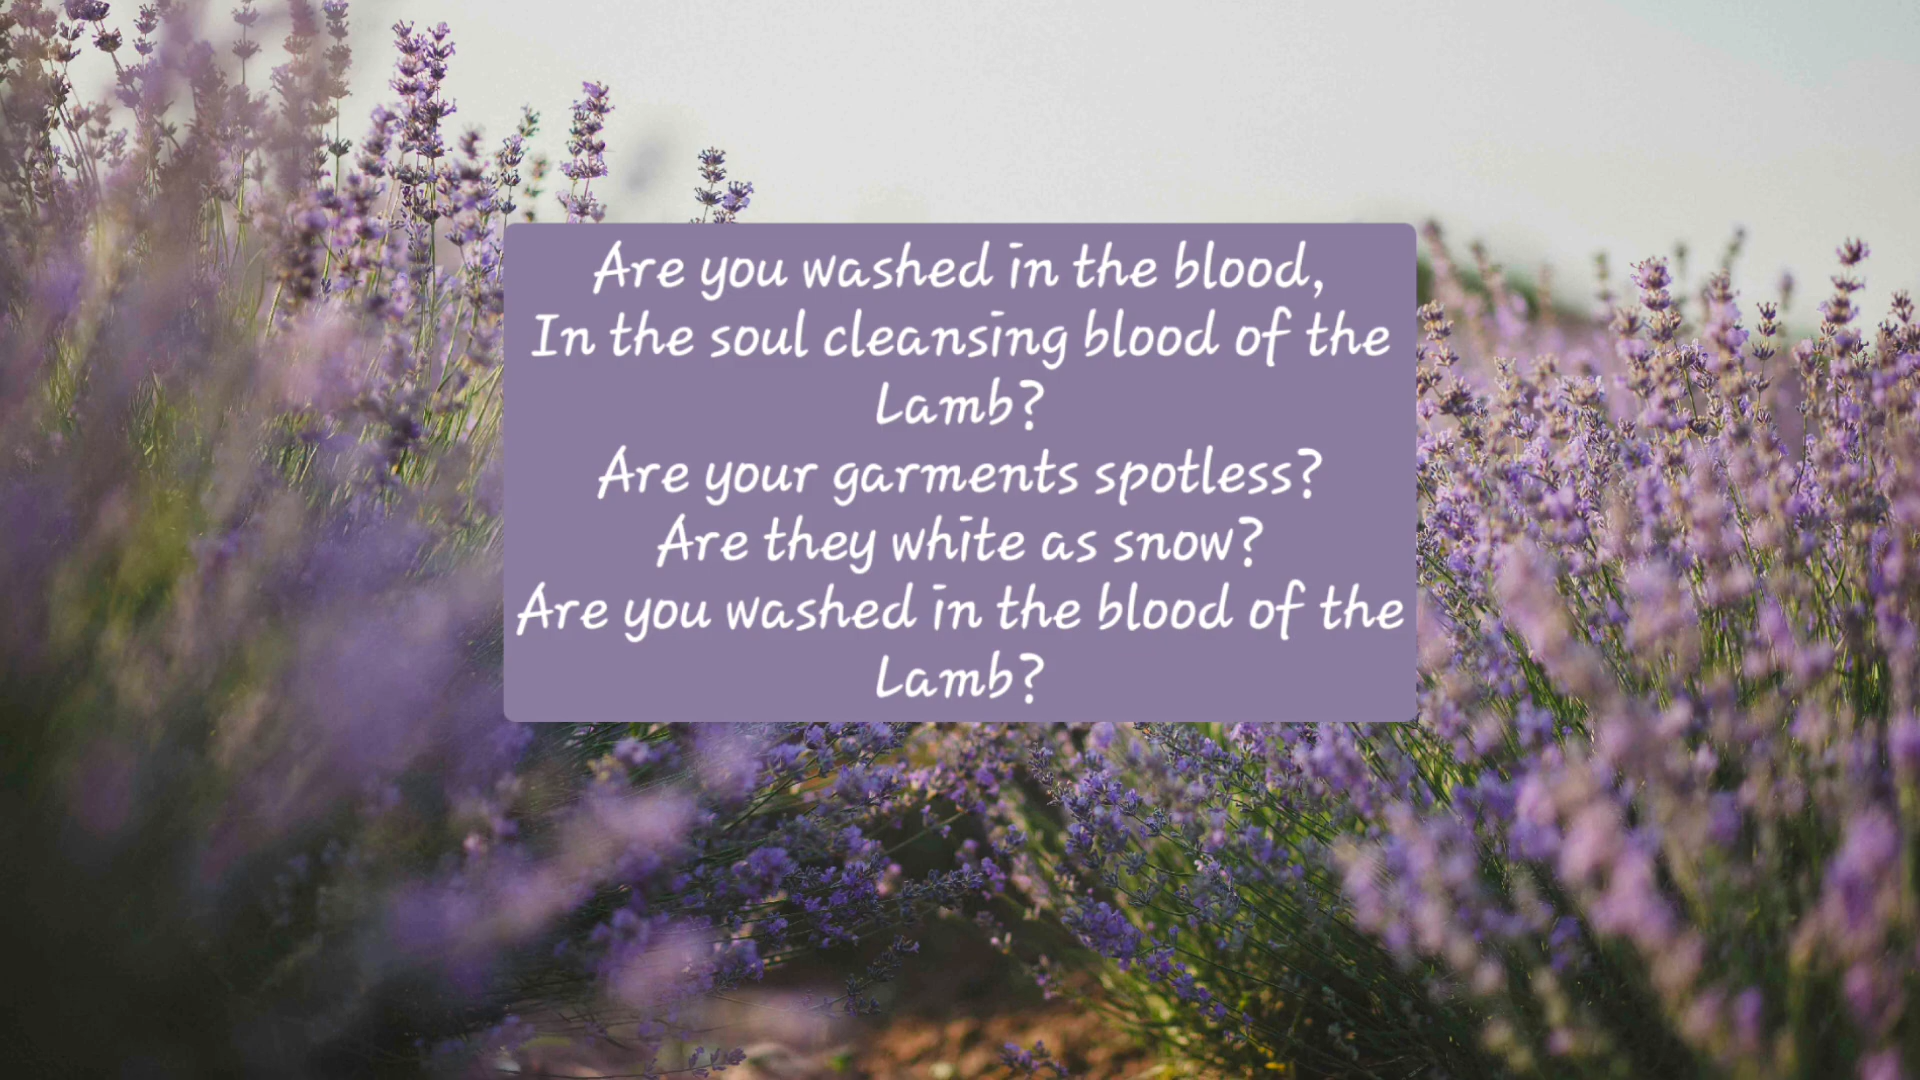 Are you washed in the blood,
In the soul cleansing blood of the
Lamb?
Are your garments spotless?
Are they white as snow?
Are you washed in the blood of the
Lamb?